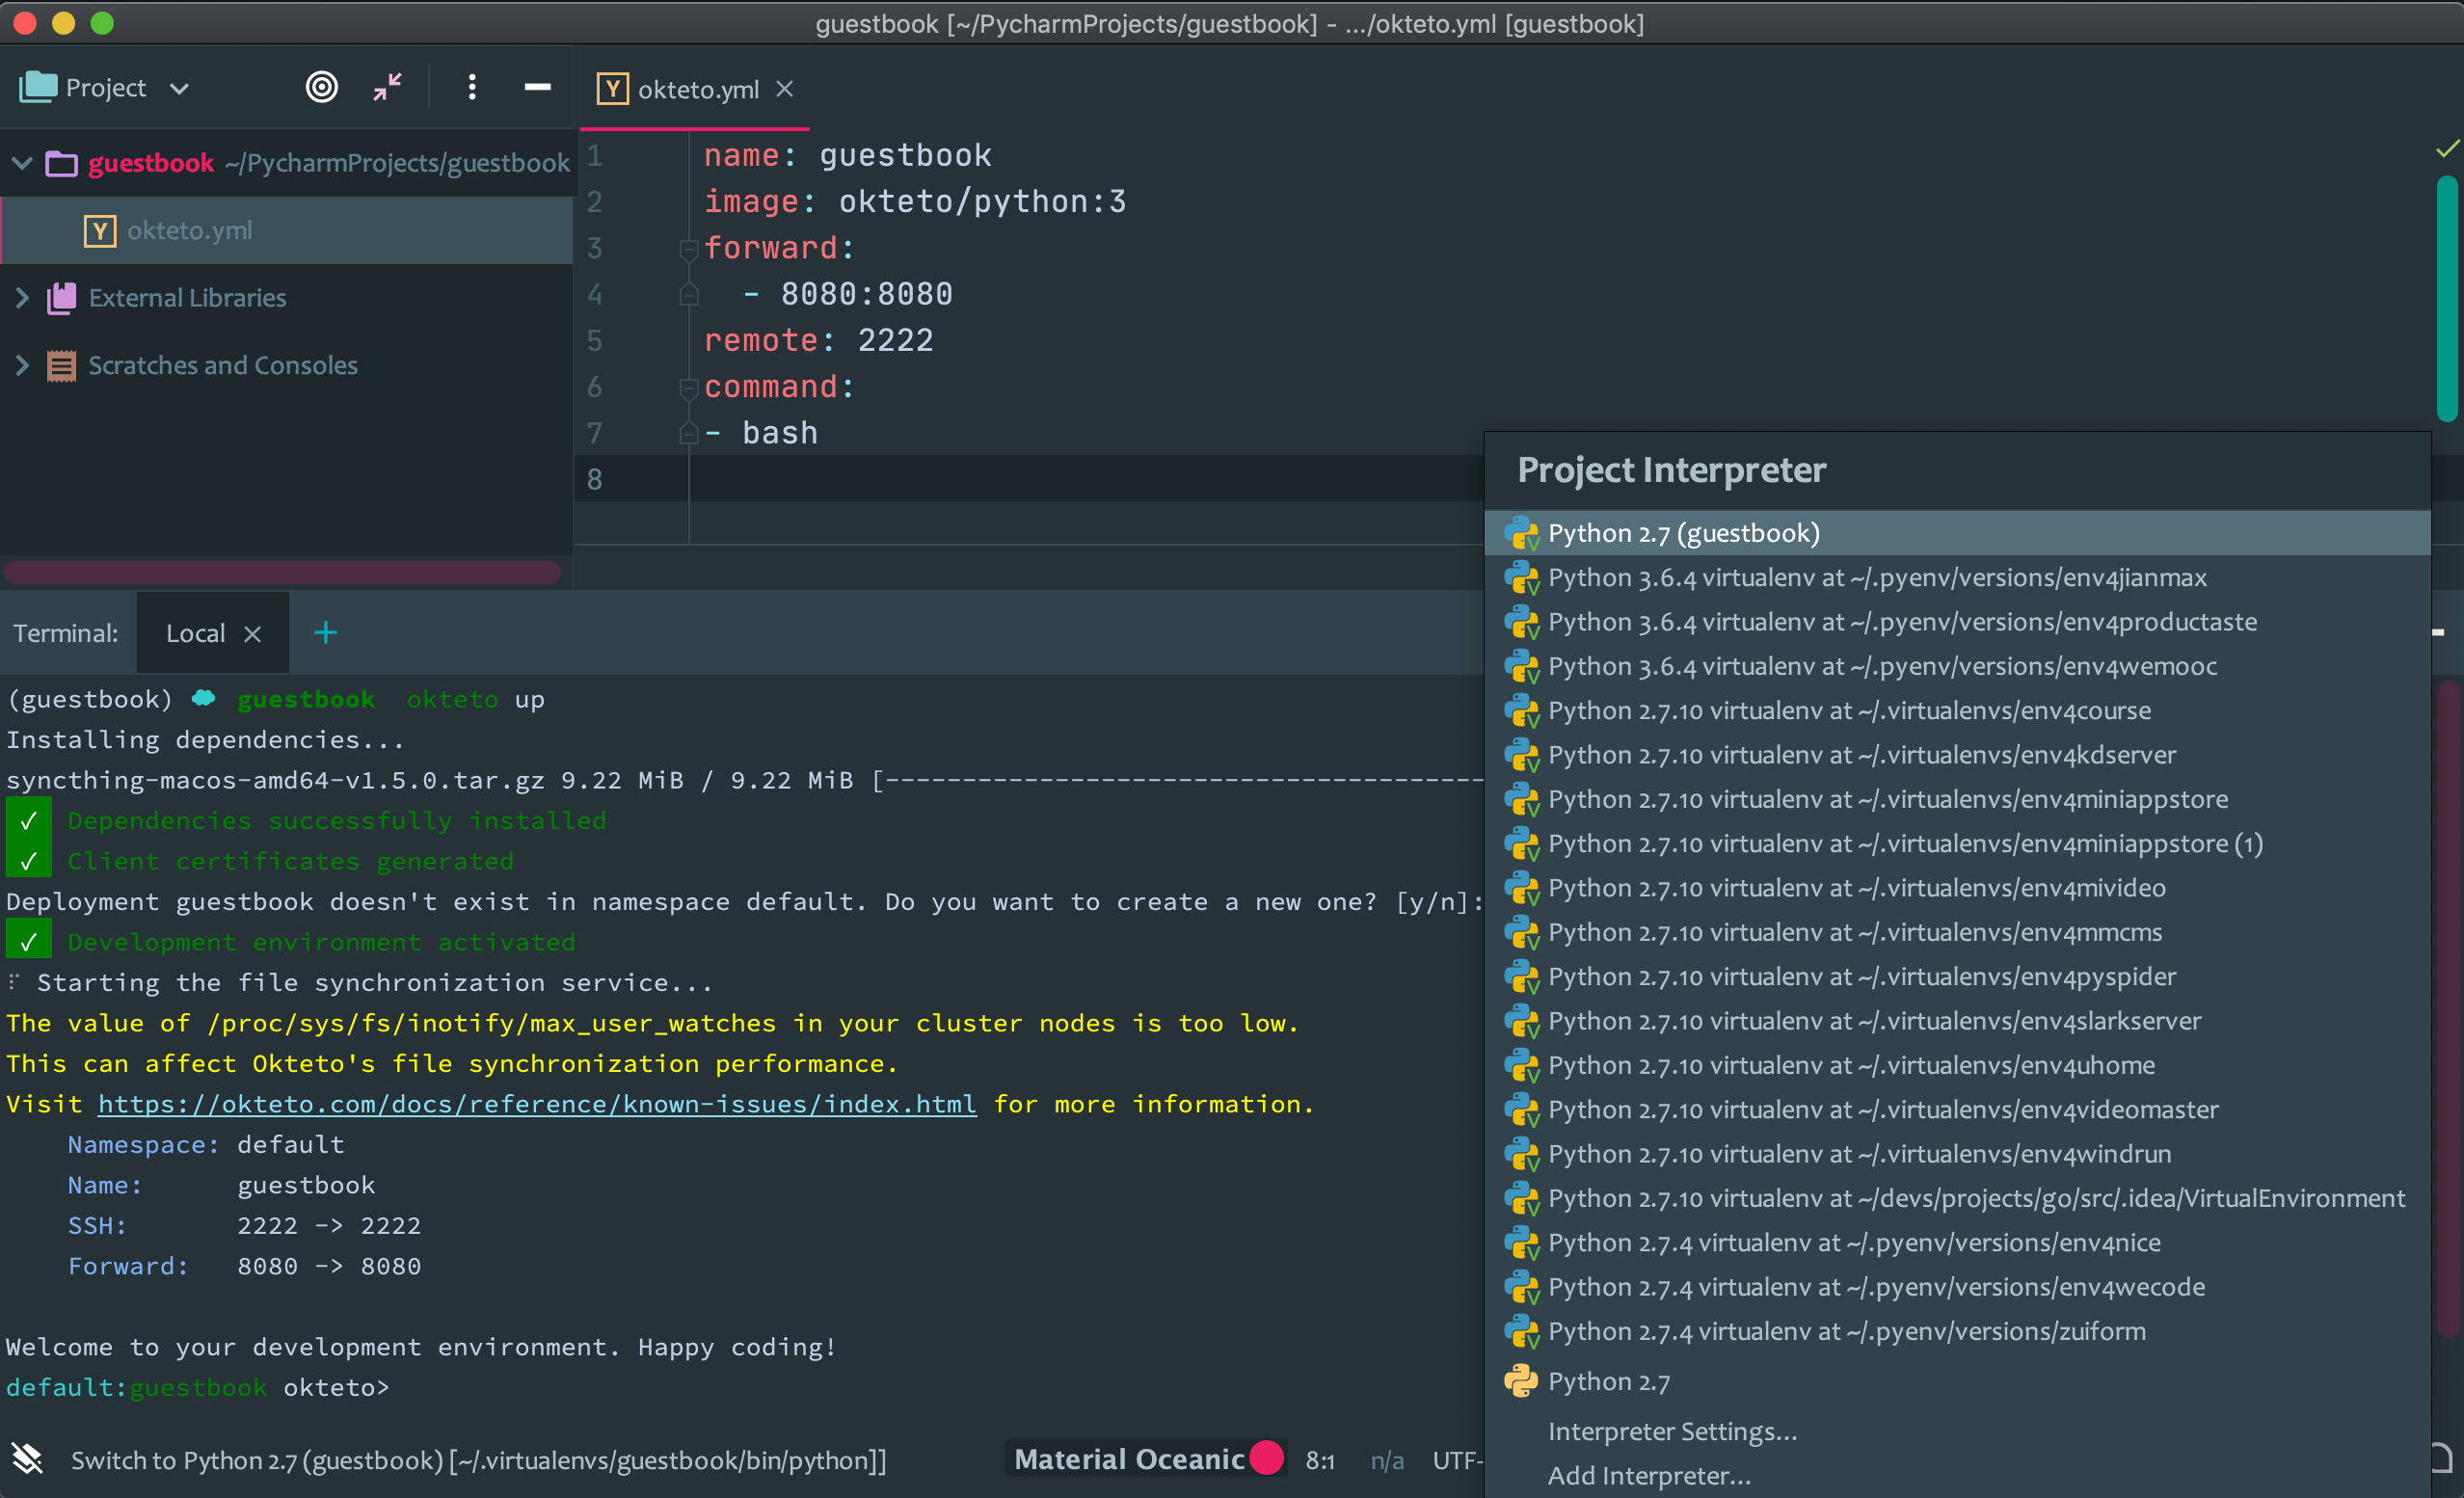 guestbook [~/PycharmProjects/guestbook] - .../okteto.yml [guestbook]
Project
okteto.yml
guestbook ~/PycharmProjects/guestbook
okteto.yml
External Libraries
Scratches and Consoles
1 name: guestbook
2 image: okteto/python:3
3 forward:
4 - 8080:8080
5 remote: 2222
6 command:
7 - bash
8
Terminal: Local +
(guestbook) guestbook okteto up
Installing dependencies...
syncthing-macos-amd64-v1.5.0.tar.gz 9.22 MiB / 9.22 MiB [---------------------------------------
✓ Dependencies successfully installed
✓ Client certificates generated
Deployment guestbook doesn't exist in namespace default. Do you want to create a new one? [y/n]:
✓ Development environment activated
Starting the file synchronization service...
The value of /proc/sys/fs/inotify/max_user_watches in your cluster nodes is too low.
This can affect Okteto's file synchronization performance.
Visit https://okteto.com/docs/reference/known-issues/index.html for more information.
Namespace: default
Name: guestbook
SSH: 2222 -> 2222
Forward: 8080 -> 8080
Welcome to your development environment. Happy coding!
default:guestbook okteto>
Project Interpreter
Python 2.7 (guestbook)
Python 3.6.4 virtualenv at ~/.pyenv/versions/env4jianmax
Python 3.6.4 virtualenv at ~/.pyenv/versions/env4productaste
Python 3.6.4 virtualenv at ~/.pyenv/versions/env4wemooc
Python 2.7.10 virtualenv at ~/.virtualenvs/env4course
Python 2.7.10 virtualenv at ~/.virtualenvs/env4kdserver
Python 2.7.10 virtualenv at ~/.virtualenvs/env4miniappstore
Python 2.7.10 virtualenv at ~/.virtualenvs/env4miniappstore (1)
Python 2.7.10 virtualenv at ~/.virtualenvs/env4mivideo
Python 2.7.10 virtualenv at ~/.virtualenvs/env4mmcms
Python 2.7.10 virtualenv at ~/.virtualenvs/env4pyspider
Python 2.7.10 virtualenv at ~/.virtualenvs/env4slarkserver
Python 2.7.10 virtualenv at ~/.virtualenvs/env4uhome
Python 2.7.10 virtualenv at ~/.virtualenvs/env4videomaster
Python 2.7.10 virtualenv at ~/.virtualenvs/env4windrun
Python 2.7.10 virtualenv at ~/devs/projects/go/src/.idea/VirtualEnvironment
Python 2.7.4 virtualenv at ~/.pyenv/versions/env4nice
Python 2.7.4 virtualenv at ~/.pyenv/versions/env4wecode
Python 2.7.4 virtualenv at ~/.pyenv/versions/zuiform
Python 2.7
Interpreter Settings...
Add Interpreter...
Switch to Python 2.7 (guestbook) [~/.virtualenvs/guestbook/bin/python]] Material Oceanic 8:1 n/a UTF-